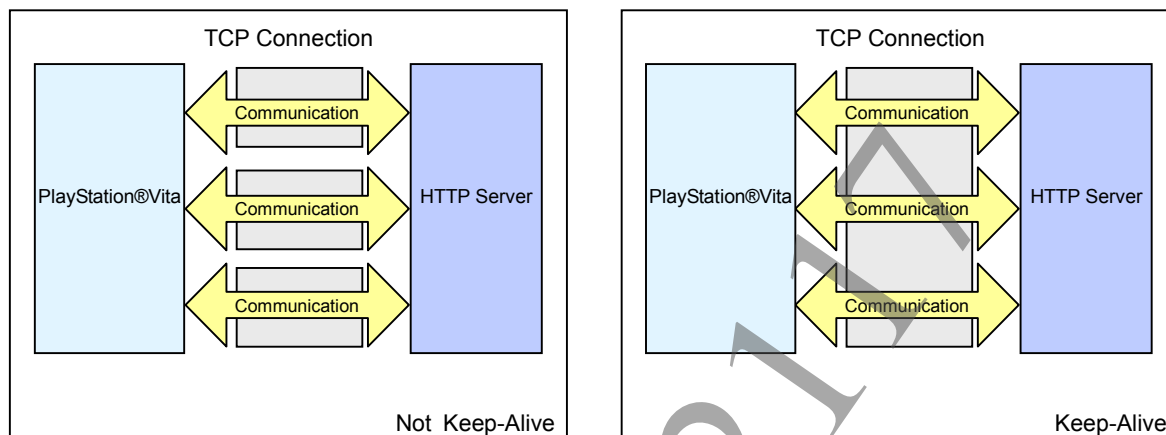 TCP Connection
Communication
PlayStation®Vita
Communication
HTTP Server
Communication
Not Keep-Alive
TCP Connection
Communication
PlayStation®Vita
Communication
HTTP Server
Communication
Keep-Alive